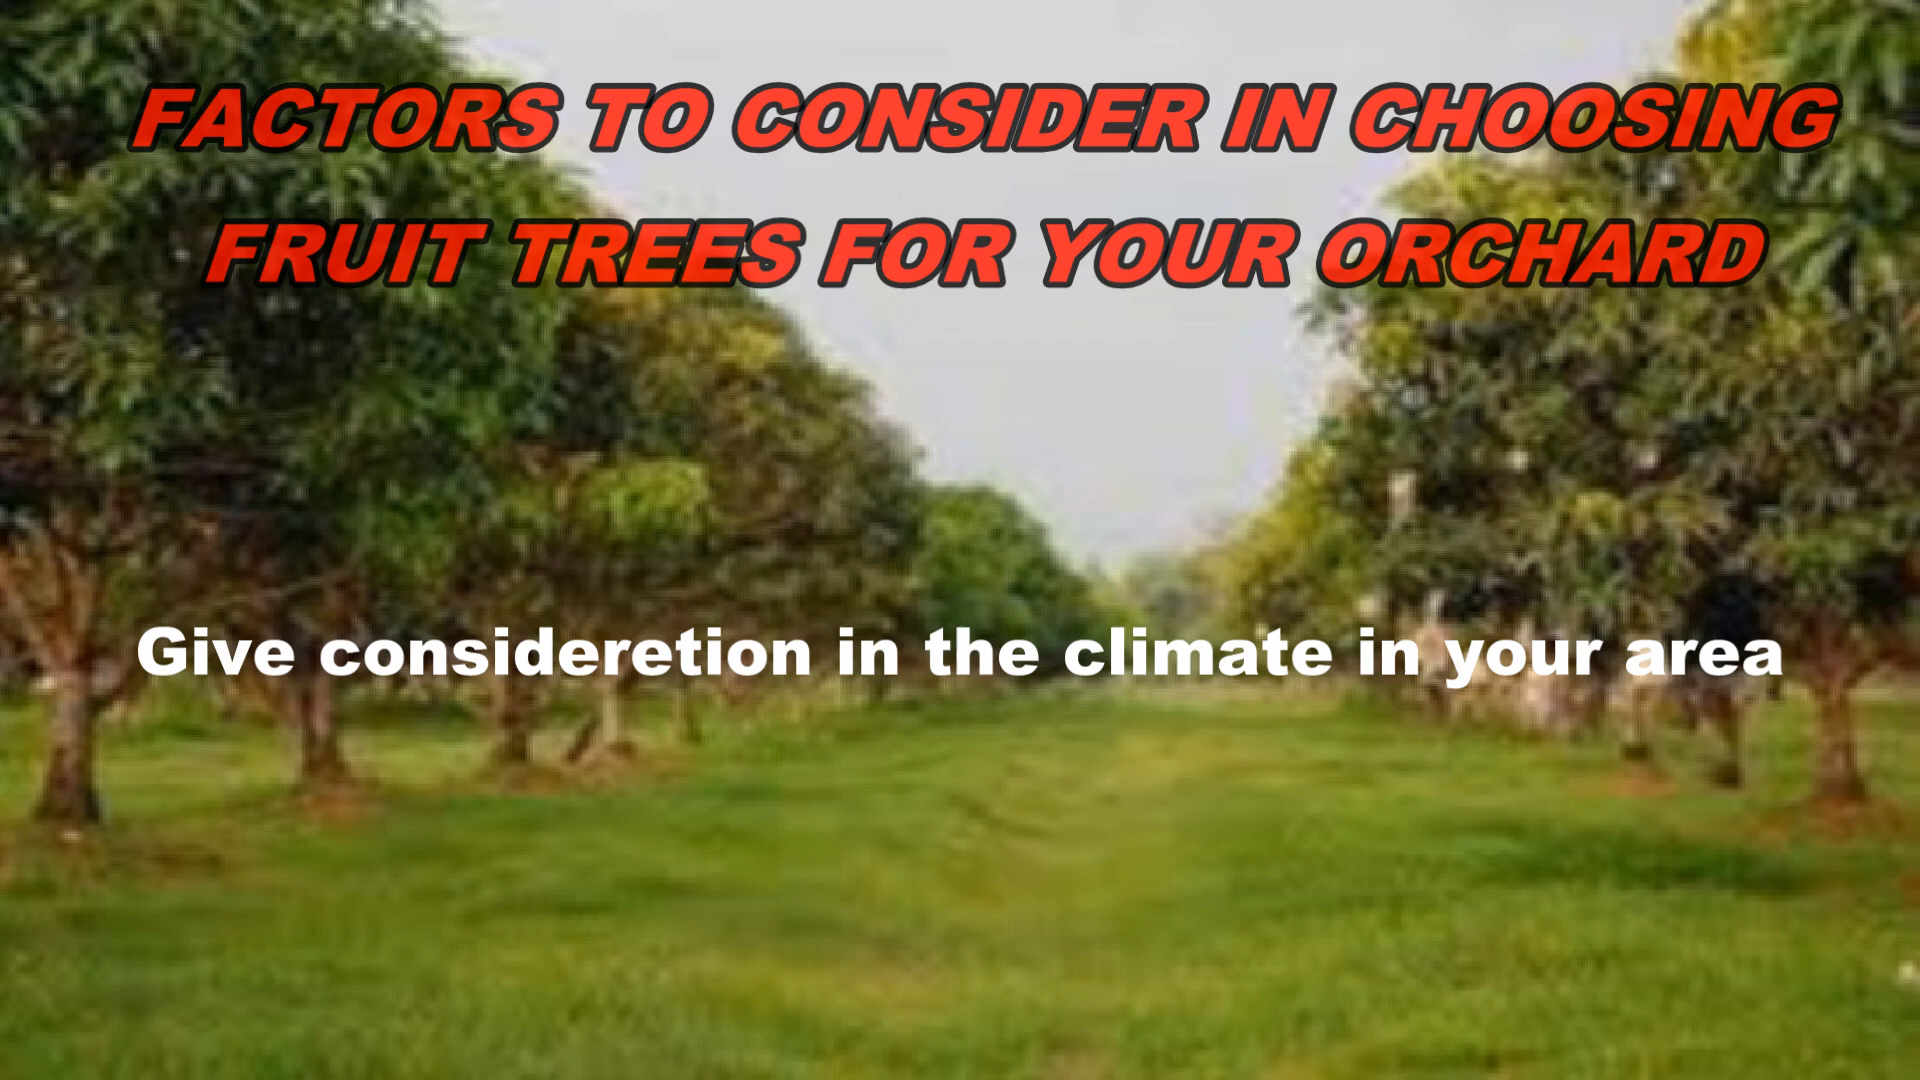 FACTORS TO CONSIDER IN CHOOSING
FRUIT TREES FOR YOUR ORCHARD
Give consideretion in the climate in your area